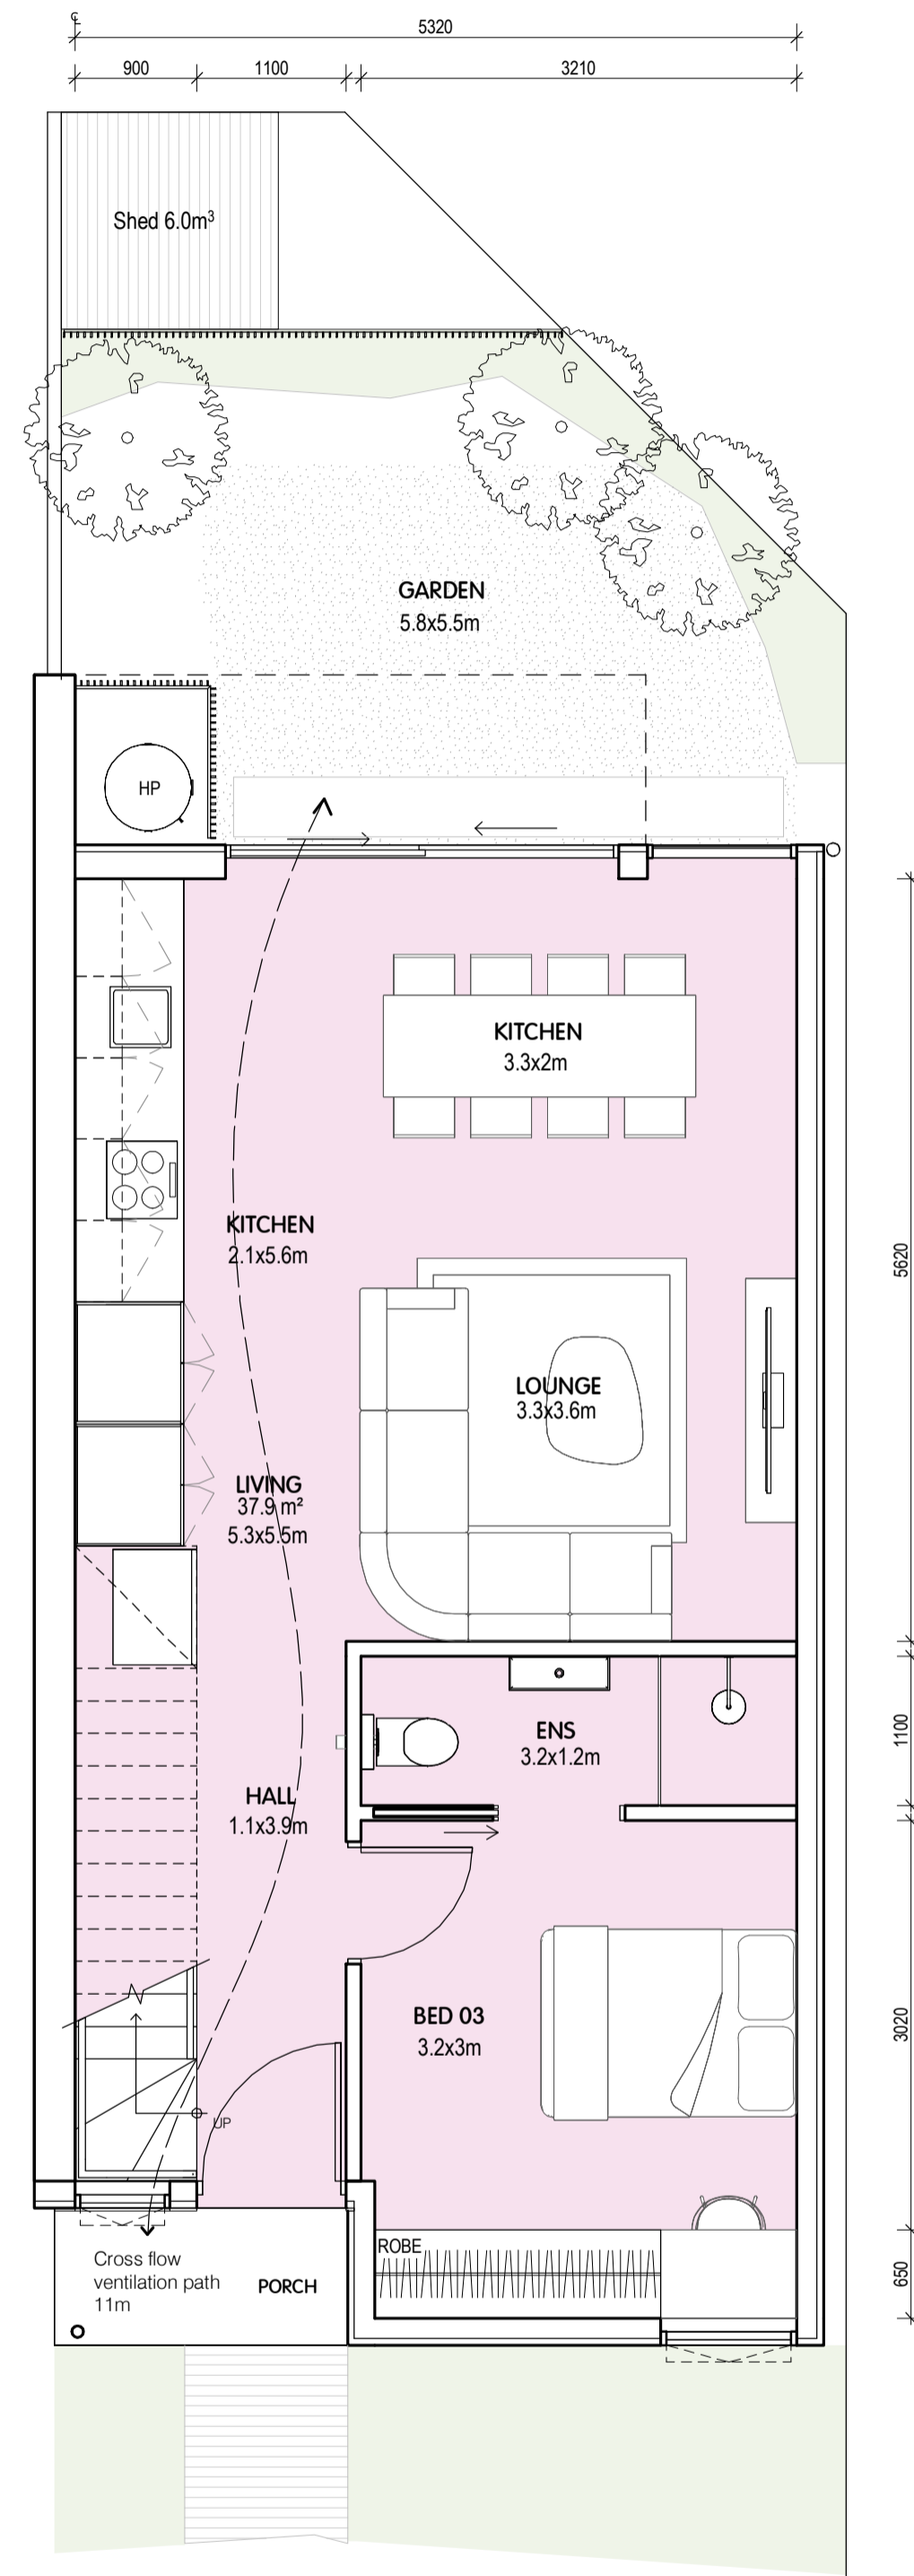 ℄
5320
900
1100
3210
Shed 6.0m³
GARDEN
5.8x5.5m
HP
KITCHEN
3.3x2m
KITCHEN
2.1x5.6m
5620
LOUNGE
3.3x3.6m
LIVING
37.9 m²
5.3x5.5m
ENS
3.2x1.2m
1100
HALL
1.1x3.9m
BED 03
3.2x3m
3020
UP
ROBE
650
Cross flow
ventilation path
11m
PORCH